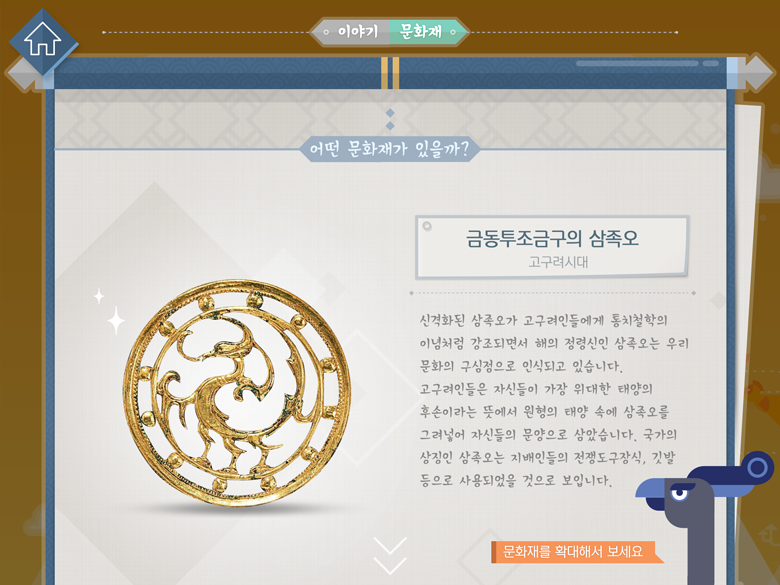 이야기 문화재
어떤 문화재가 있을까?
금동투조금구의 삼족오
고구려시대
신격화된 삼족오가 고구려인들에게 통치철학의
이념처럼 강조되면서 해의 정령신인 삼족오는 우리
문화의 구심점으로 인식되고 있습니다.
고구려인들은 자신들이 가장 위대한 태양의
후손이라는 뜻에서 원형의 태양 속에 삼족오를
그려넣어 자신들의 문양으로 삼았습니다. 국가의
상징인 삼족오는 지배인들의 전쟁도구장식, 깃발
등으로 사용되었을 것으로 보입니다.
문화재를 확대해서 보세요